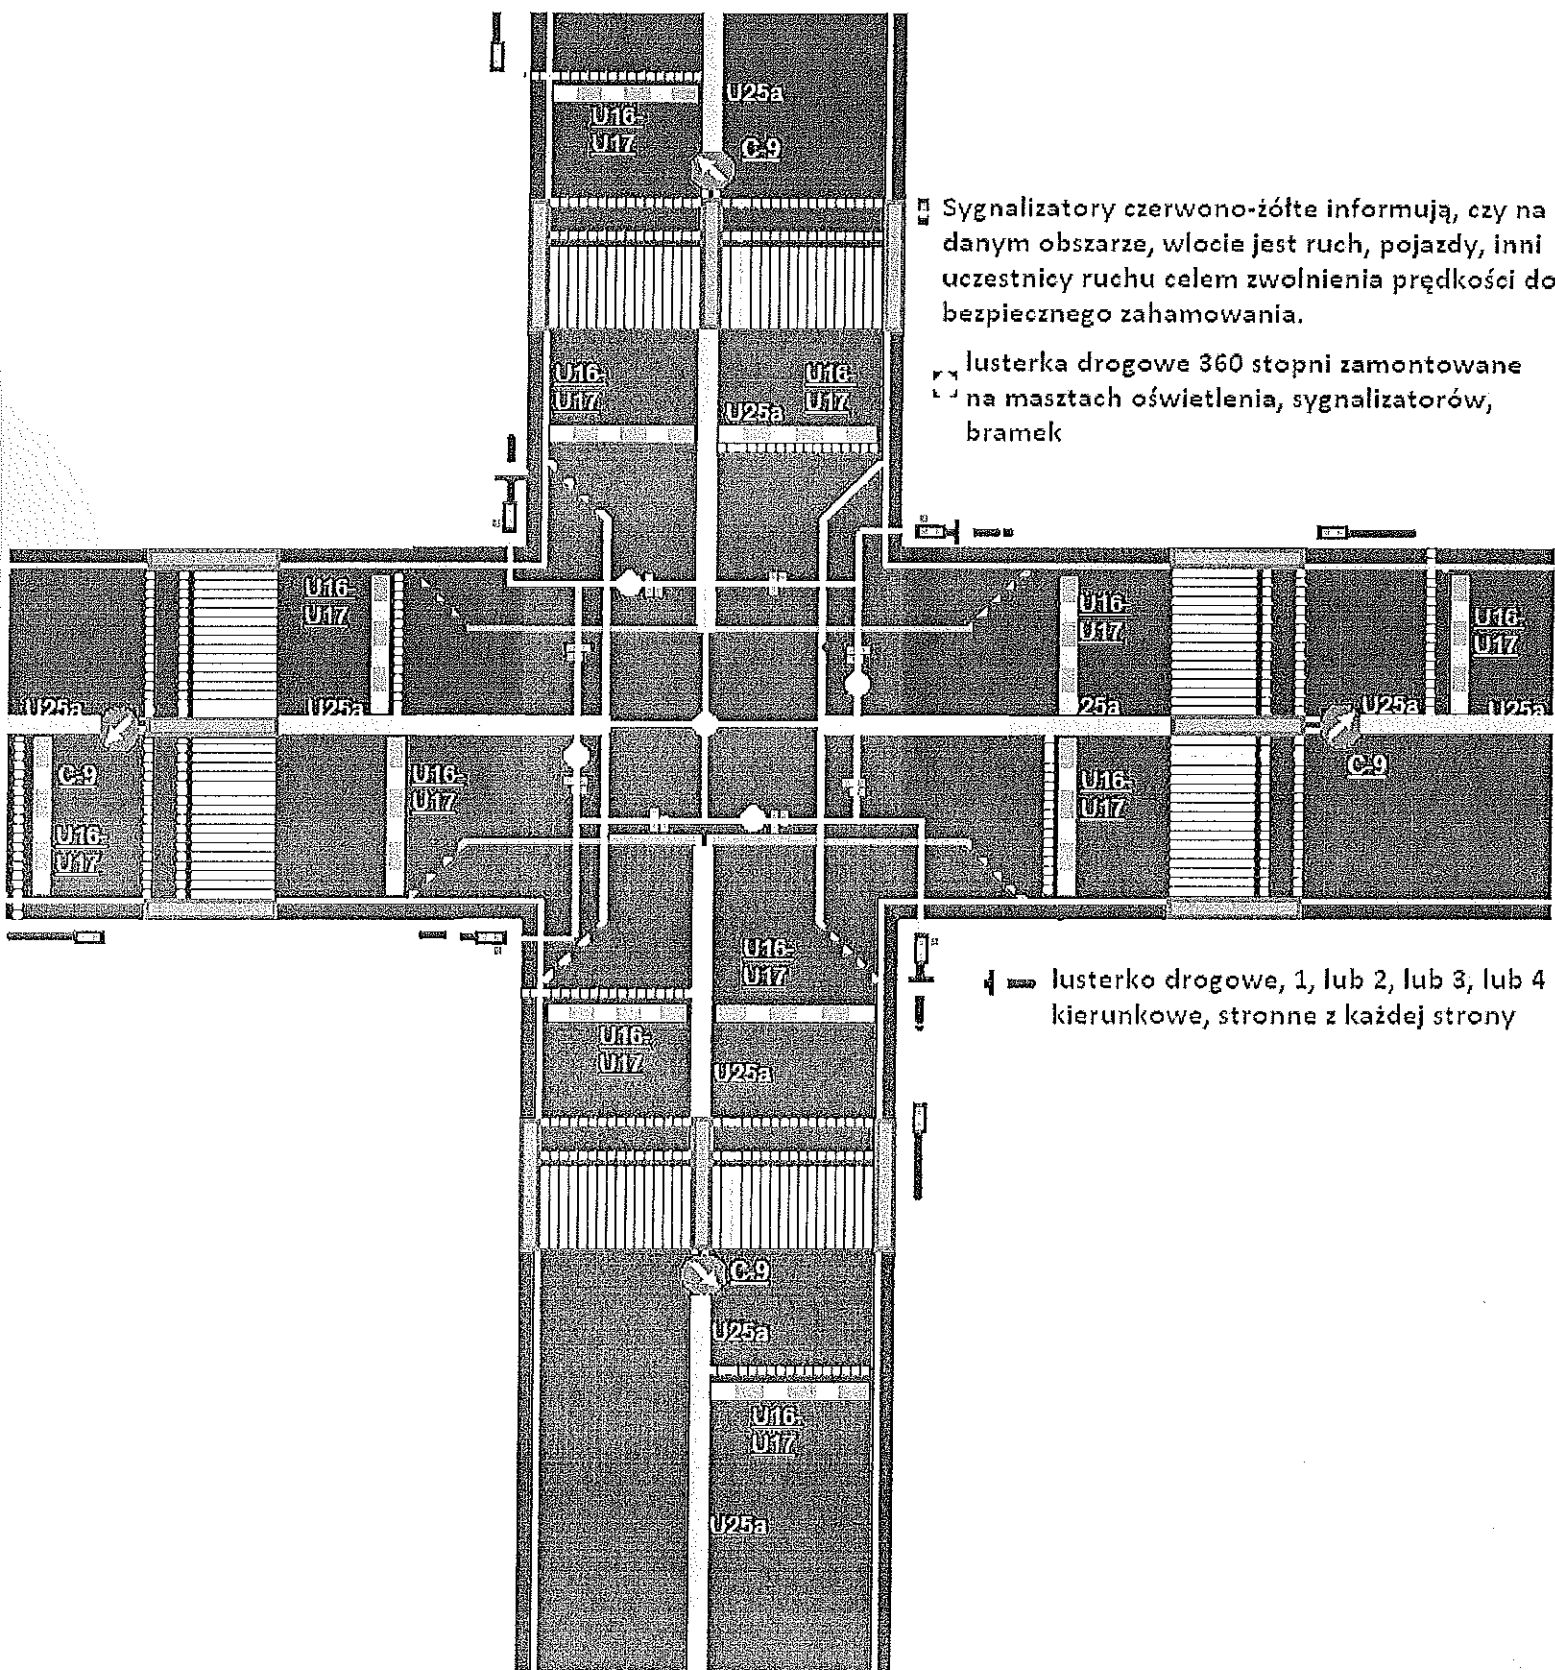 U25a
U16-
U17
C-9
Sygnalizatory czerwono-żółte informują, czy na
danym obszarze, wlocie jest ruch, pojazdy, inni
uczestnicy ruchu celem zwolnienia prędkości do
bezpiecznego zahamowania.
lusterka drogowe 360 stopni zamontowane
na masztach oświetlenia, sygnalizatorów,
bramek
U16-
U17
U16-
U17
U25a
U16-
U17
U16-
U17
U16-
U17
U25a
U25a
25a
U25a
U25a
C-9
U16-
U17
U16-
U17
U16-
U17
C-9
U16-
U17
lusterko drogowe, 1, lub 2, lub 3, lub 4
kierunkowe, stronne z każdej strony
U16-
U17
U25a
C-9
U25a
U16-
U17
U25a